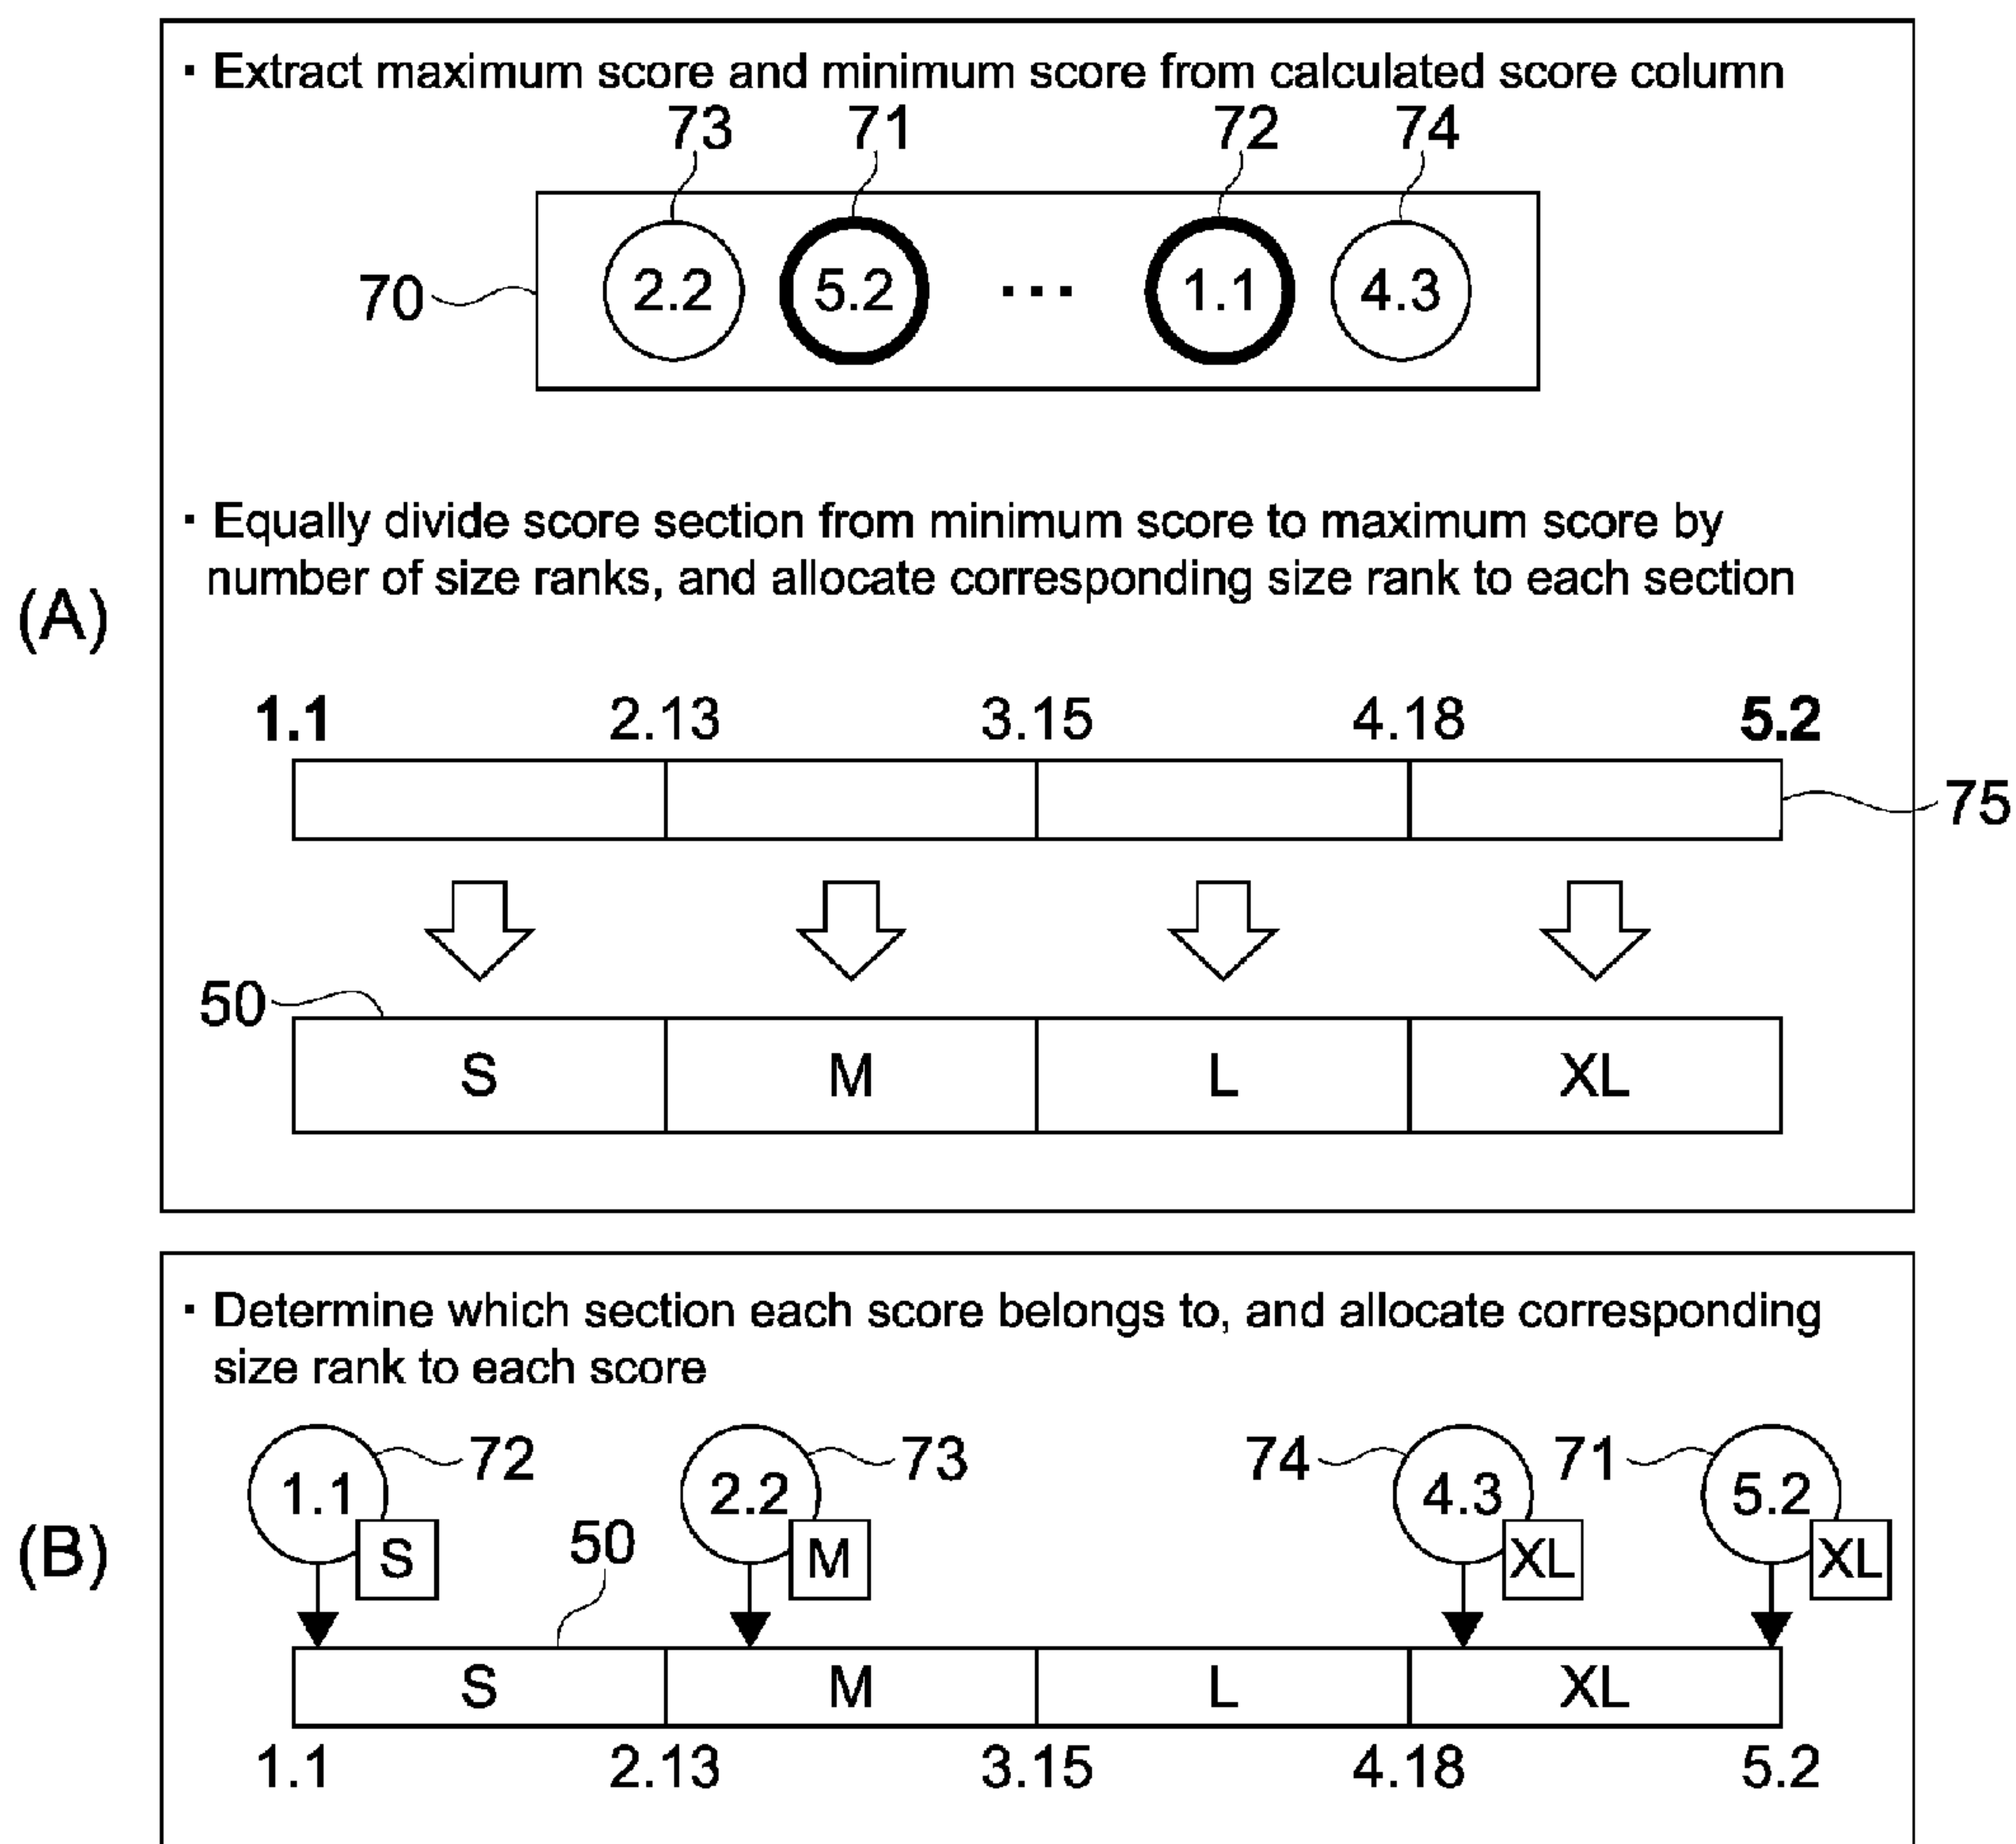 · Extract maximum score and minimum score from calculated score column
73 71 72 74
70 2.2 5.2 ··· 1.1 4.3
· Equally divide score section from minimum score to maximum score by
number of size ranks, and allocate corresponding size rank to each section
(A)
1.1 2.13 3.15 4.18 5.2
75
50
S M L XL
· Determine which section each score belongs to, and allocate corresponding
size rank to each score
1.1 72 2.2 73 74 4.3 71 5.2
(B)
S 50 M XL XL
S M L XL
1.1 2.13 3.15 4.18 5.2